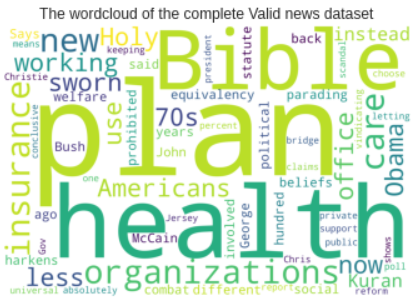 The wordcloud of the complete Valid news dataset
Says
means
keeping
new
Holy
working
said
president
Bible
statute
back
instead
scandal
choose
Christie
sworn
welfare
equivalency
parading
vindicating
letting
conclusive
insurance
plan
use
prohibited
70s
years
percent
John
political
bridge
claims
office
care
Obama
Bush
one
Americans
beliefs
ago
health
McCain
Jersey
involved
George
hundred
private
support
public
shows
Gov
harkens
organizations
Chris
now
poll
Kuran
less
universal
absolutely
combat
different
report
social
reform